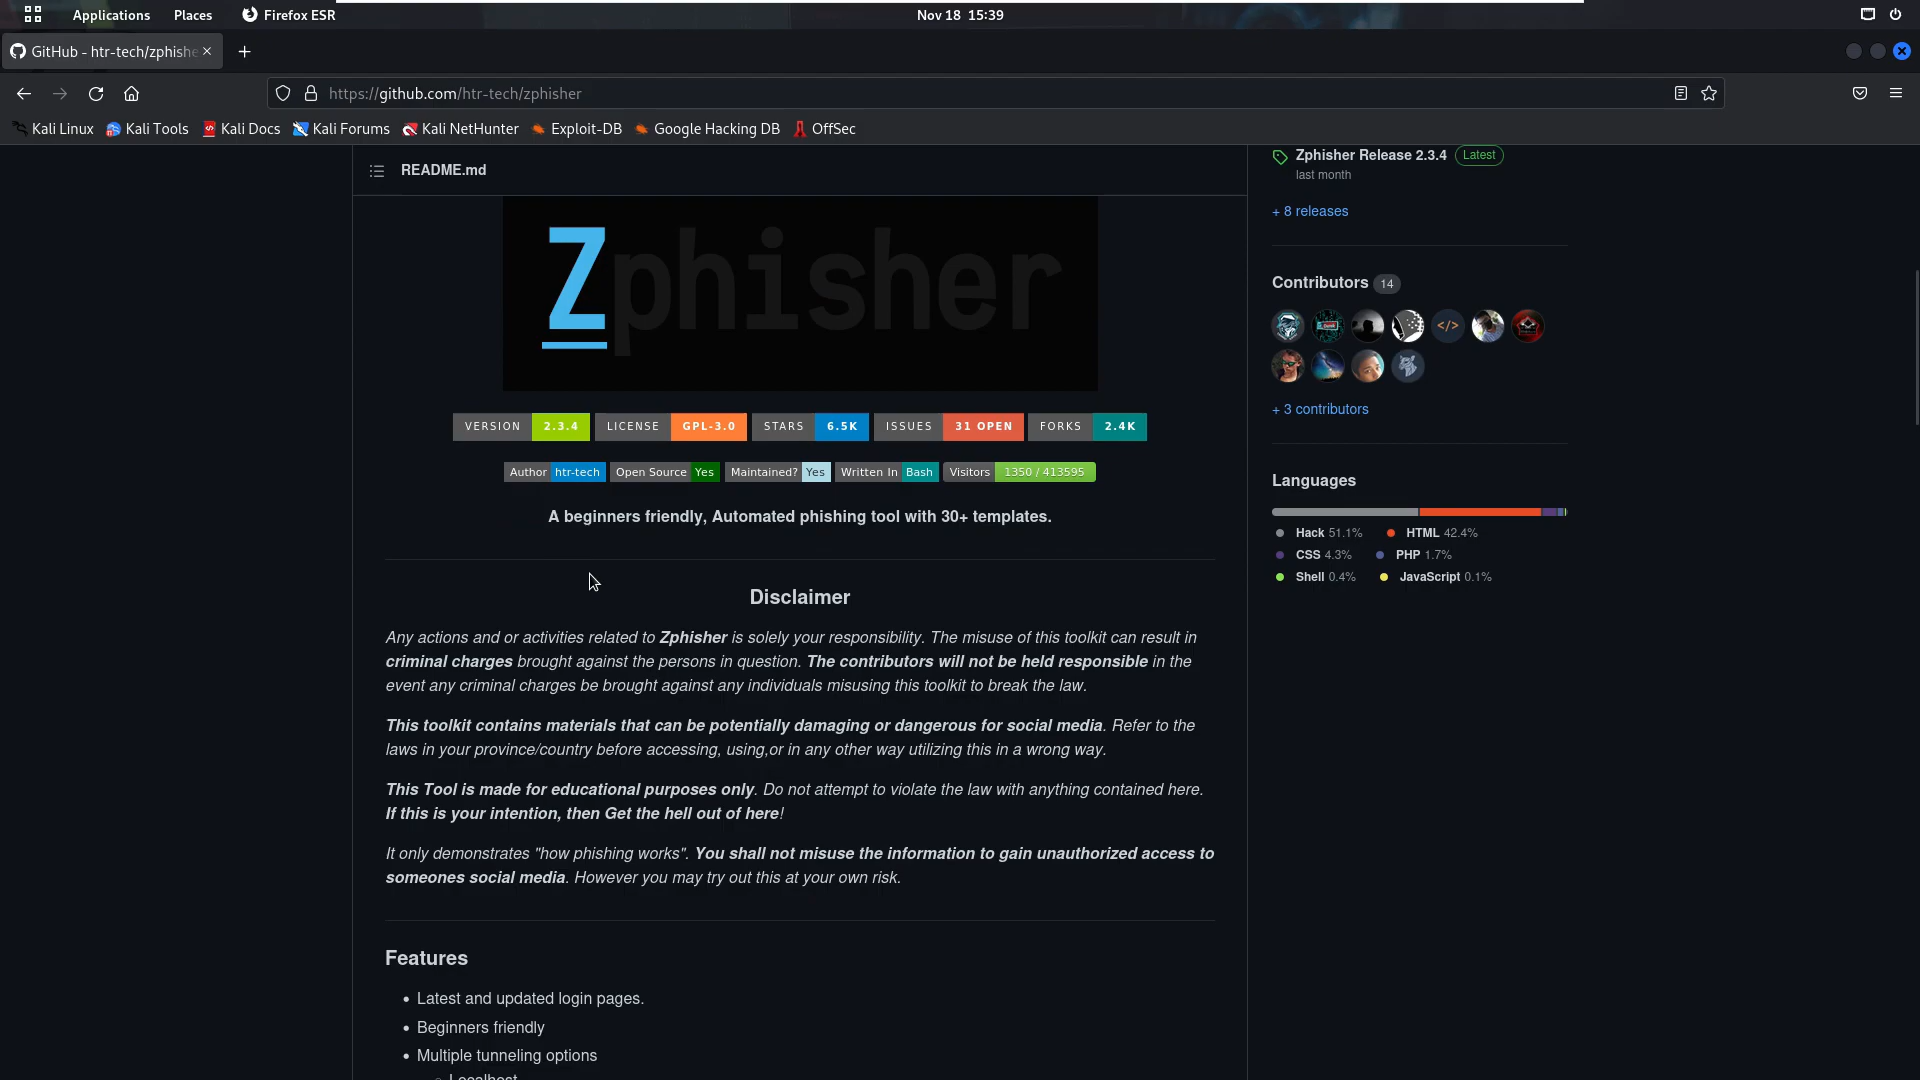 Applications Places Firefox ESR Nov 18 15:39
GitHub - htr-tech/zphishe
https://github.com/htr-tech/zphisher
Kali Linux Kali Tools Kali Docs Kali Forums Kali NetHunter Exploit-DB Google Hacking DB OffSec
README.md
Zphisher
VERSION 2.3.4 LICENSE GPL-3.0 STARS 6.5K ISSUES 31 OPEN FORKS 2.4K
Author htr-tech Open Source Yes Maintained? Yes Written In Bash Visitors 1350 / 413595
A beginners friendly, Automated phishing tool with 30+ templates.
Disclaimer
Any actions and or activities related to Zphisher is solely your responsibility. The misuse of this toolkit can result in
criminal charges brought against the persons in question. The contributors will not be held responsible in the
event any criminal charges be brought against any individuals misusing this toolkit to break the law.
This toolkit contains materials that can be potentially damaging or dangerous for social media. Refer to the
laws in your province/country before accessing, using,or in any other way utilizing this in a wrong way.
This Tool is made for educational purposes only. Do not attempt to violate the law with anything contained here.
If this is your intention, then Get the hell out of here!
It only demonstrates "how phishing works". You shall not misuse the information to gain unauthorized access to
someones social media. However you may try out this at your own risk.
Features
• Latest and updated login pages.
• Beginners friendly
• Multiple tunneling options
Localhost
Zphisher Release 2.3.4 Latest
last month
+ 8 releases
Contributors 14
</>
+ 3 contributors
Languages
Hack 51.1% HTML 42.4%
CSS 4.3% PHP 1.7%
Shell 0.4% JavaScript 0.1%